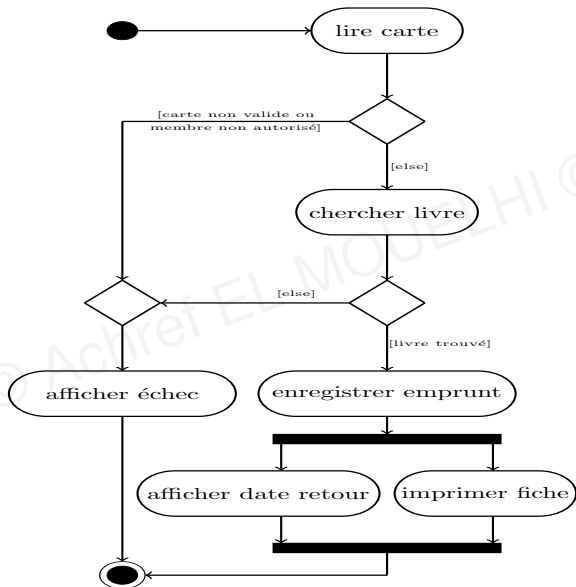 lire carte
[carte non valide ou
membre non autorisé]
[else]
chercher livre
[else]
[livre trouvé]
afficher échec
enregistrer emprunt
afficher date retour
imprimer fiche
© Achref EL MOUELHI ©